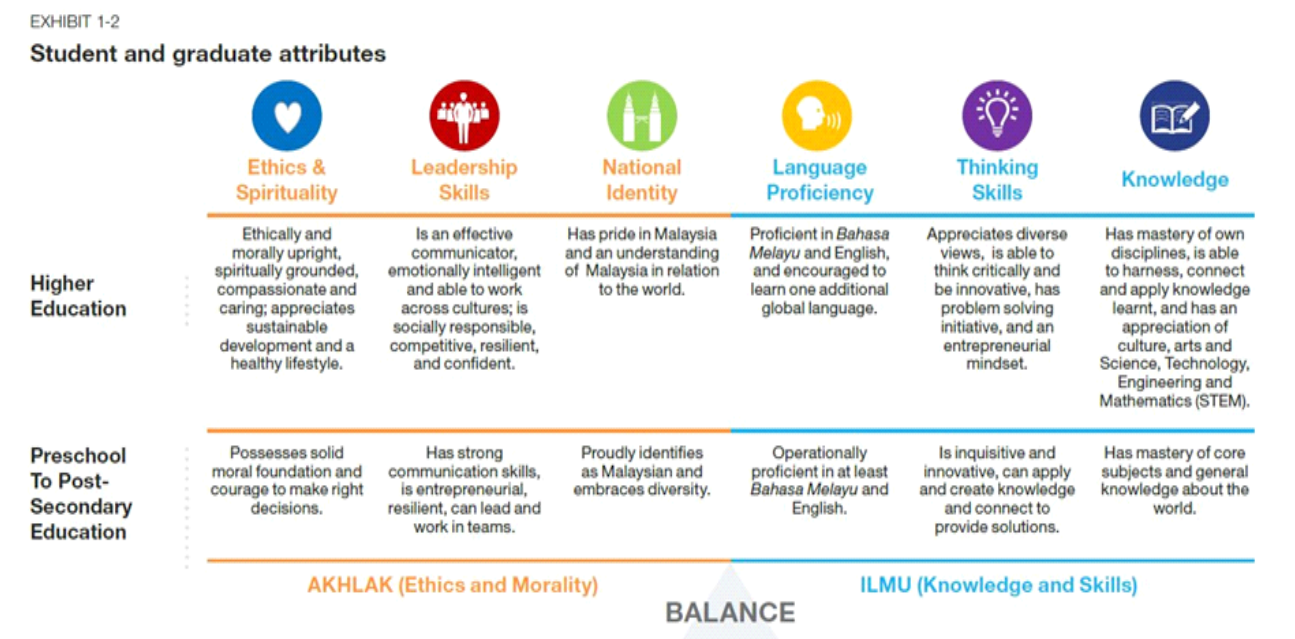 EXHIBIT 1-2
Student and graduate attributes
Ethics &
Spirituality
Leadership
Skills
National
Identity
Language
Proficiency
Thinking
Skills
Knowledge
Higher
Education
Ethically and
morally upright,
spiritually grounded,
compassionate and
caring; appreciates
sustainable
development and a
healthy lifestyle.
Is an effective
communicator,
emotionally intelligent
and able to work
across cultures; is
socially responsible,
competitive, resilient,
and confident.
Has pride in Malaysia
and an understanding
of Malaysia in relation
to the world.
Proficient in Bahasa
Melayu and English,
and encouraged to
learn one additional
global language.
Appreciates diverse
views, is able to
think critically and
be innovative, has
problem solving
initiative, and an
entrepreneurial
mindset.
Has mastery of own
disciplines, is able
to harness, connect
and apply knowledge
learnt, and has an
appreciation of
culture, arts and
Science, Technology,
Engineering and
Mathematics (STEM).
Preschool
To Post-
Secondary
Education
Possesses solid
moral foundation and
courage to make right
decisions.
Has strong
communication skills,
is entrepreneurial,
resilient, can lead and
work in teams.
Proudly identifies
as Malaysian and
embraces diversity.
Operationally
proficient in at least
Bahasa Melayu and
English.
Is inquisitive and
innovative, can apply
and create knowledge
and connect to
provide solutions.
Has mastery of core
subjects and general
knowledge about the
world.
AKHLAK (Ethics and Morality)
ILMU (Knowledge and Skills)
BALANCE